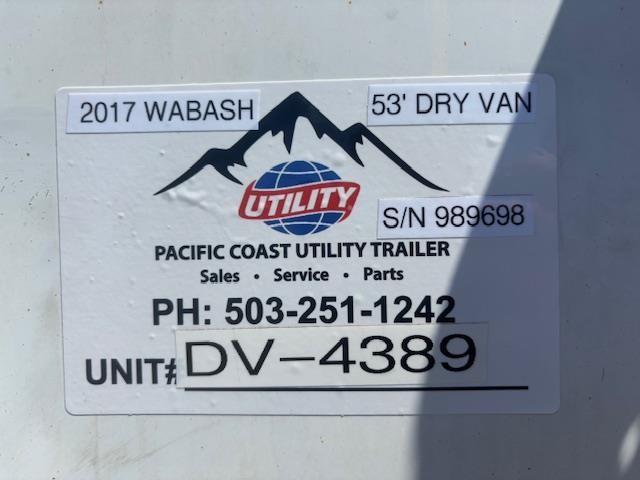 2017 WABASH 53' DRY VAN
UTILITY
S/N 989698
PACIFIC COAST UTILITY TRAILER
Sales • Service • Parts
PH: 503-251-1242
UNIT# DV-4389